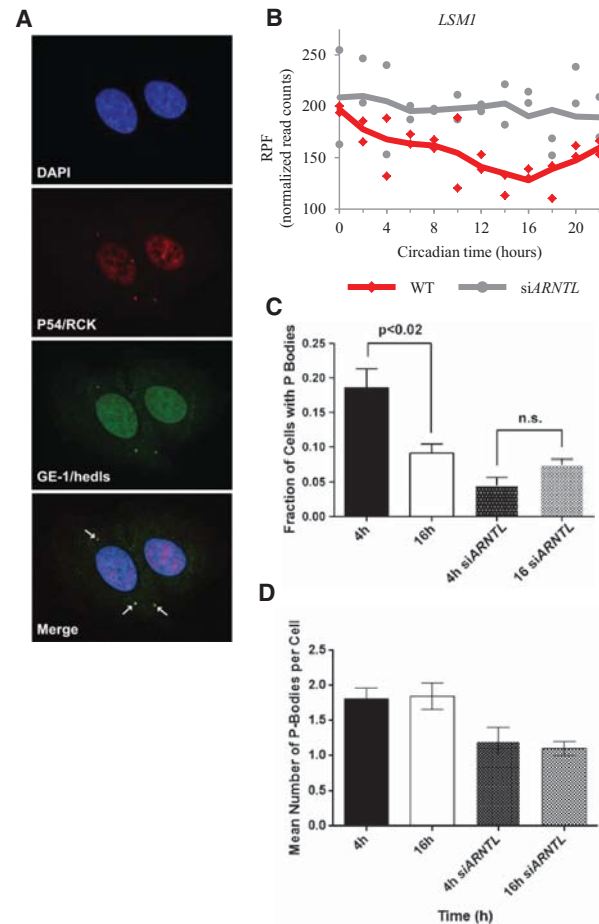 A
DAPI
P54/RCK
GE-1/hedls
Merge
B
LSM1
RPF
(normalized read counts)
250
200
150
100
0
4
8
12
16
20
Circadian time (hours)
WT
siARNTL
C
p<0.02
n.s.
Fraction of Cells with P Bodies
0.25
0.20
0.15
0.10
0.05
0.00
4h
16h
4h siARNTL
16 siARNTL
D
Mean Number of P-Bodies per Cell
2.5
2.0
1.5
1.0
0.5
0.0
4h
16h
4h siARNTL
16h siARNTL
Time (h)